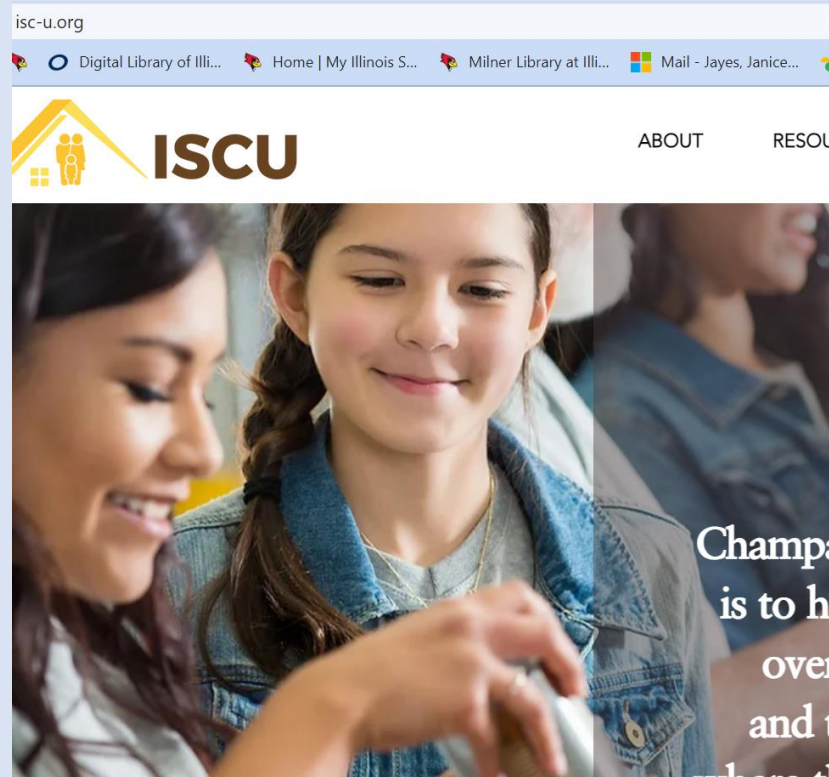 isc-u.org
Digital Library of Illi... Home | My Illinois S... Milner Library at Illi... Mail - Jayes, Janice...
ISCU
ABOUT RESOU
Champa
is to h
over
and t